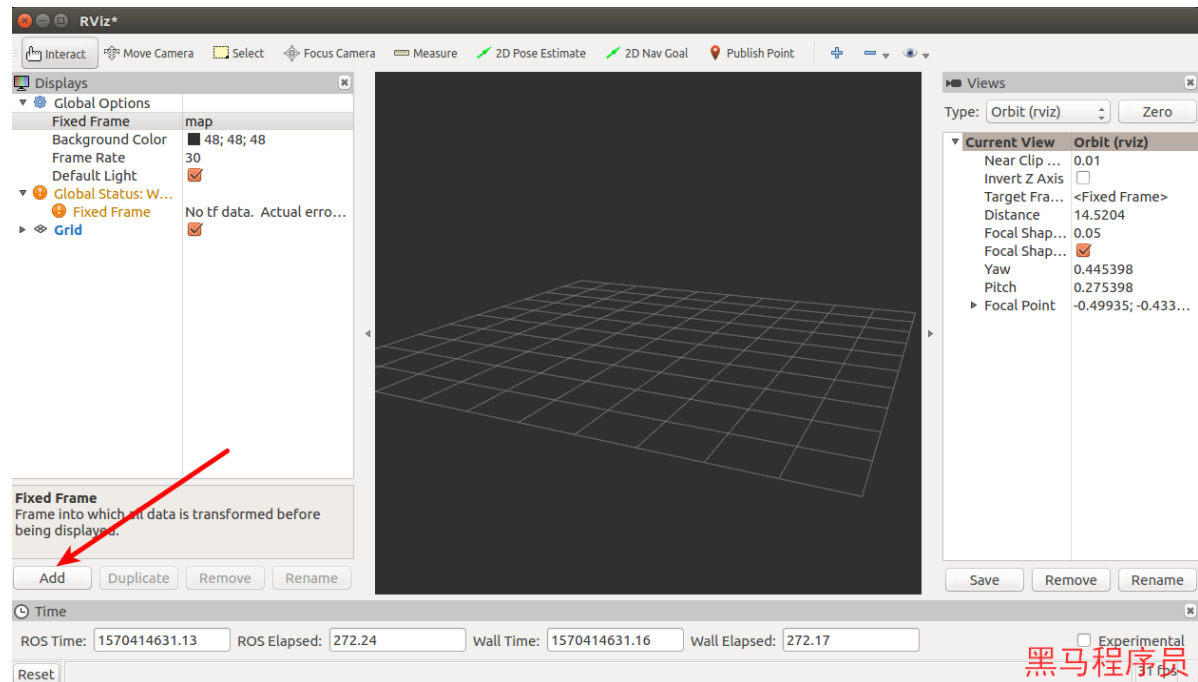 RViz*
Interact Move Camera Select Focus Camera Measure 2D Pose Estimate 2D Nav Goal Publish Point
Displays
Global Options
Fixed Frame map
Background Color 48; 48; 48
Frame Rate 30
Default Light
Global Status: W...
Fixed Frame No tf data. Actual erro...
Grid
Fixed Frame
Frame into which all data is transformed before
being displayed.
Add Duplicate Remove Rename
Views
Type: Orbit (rviz) Zero
Current View Orbit (rviz)
Near Clip ... 0.01
Invert Z Axis
Target Fra... <Fixed Frame>
Distance 14.5204
Focal Shap... 0.05
Focal Shap...
Yaw 0.445398
Pitch 0.275398
Focal Point -0.49935; -0.433...
Save Remove Rename
Time
ROS Time: 1570414631.13 ROS Elapsed: 272.24 Wall Time: 1570414631.16 Wall Elapsed: 272.17 Experimental
Reset 31 fps
黑马程序员